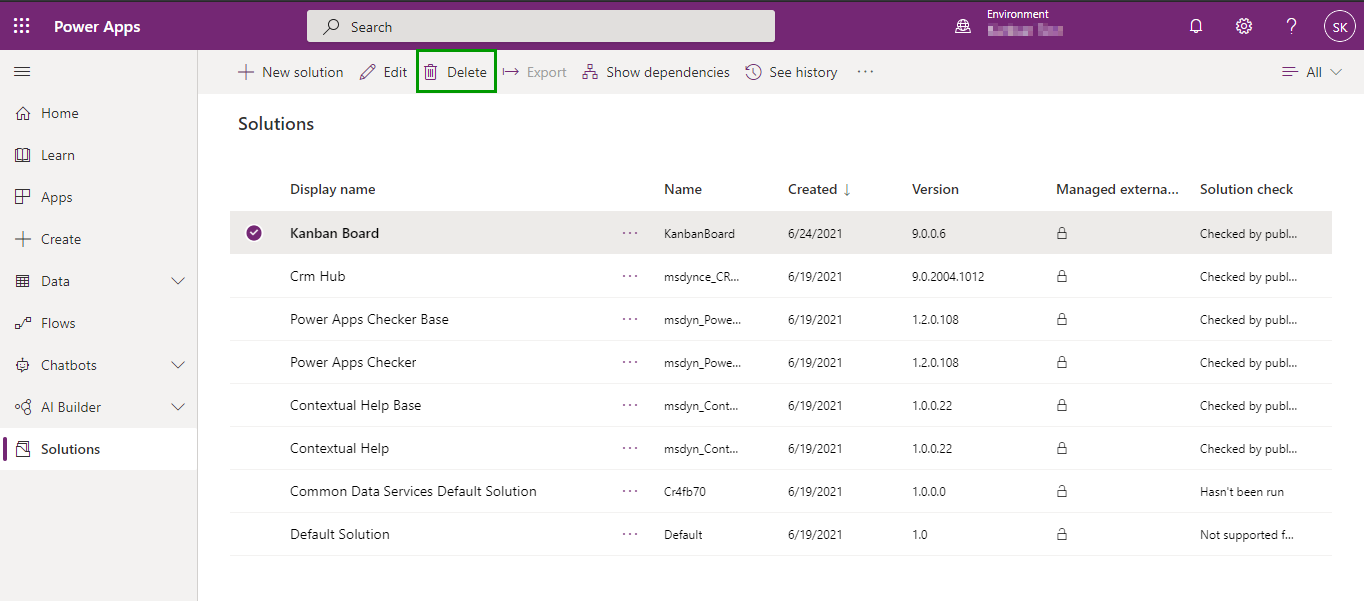 Power Apps
Search
Environment
SK
New solution Edit Delete Export Show dependencies See history ··· All
Home
Learn
Apps
Create
Data
Flows
Chatbots
AI Builder
Solutions
Solutions
Display name Name Created ↓ Version Managed externa... Solution check
Kanban Board ··· KanbanBoard 6/24/2021 9.0.0.6 Checked by publ...
Crm Hub ··· msdynce_CR... 6/19/2021 9.0.2004.1012 Checked by publ...
Power Apps Checker Base ··· msdyn_Powe... 6/19/2021 1.2.0.108 Checked by publ...
Power Apps Checker ··· msdyn_Powe... 6/19/2021 1.2.0.108 Checked by publ...
Contextual Help Base ··· msdyn_Cont... 6/19/2021 1.0.0.22 Checked by publ...
Contextual Help ··· msdyn_Cont... 6/19/2021 1.0.0.22 Checked by publ...
Common Data Services Default Solution ··· Cr4fb70 6/19/2021 1.0.0.0 Hasn't been run
Default Solution ··· Default 6/19/2021 1.0 Not supported f...